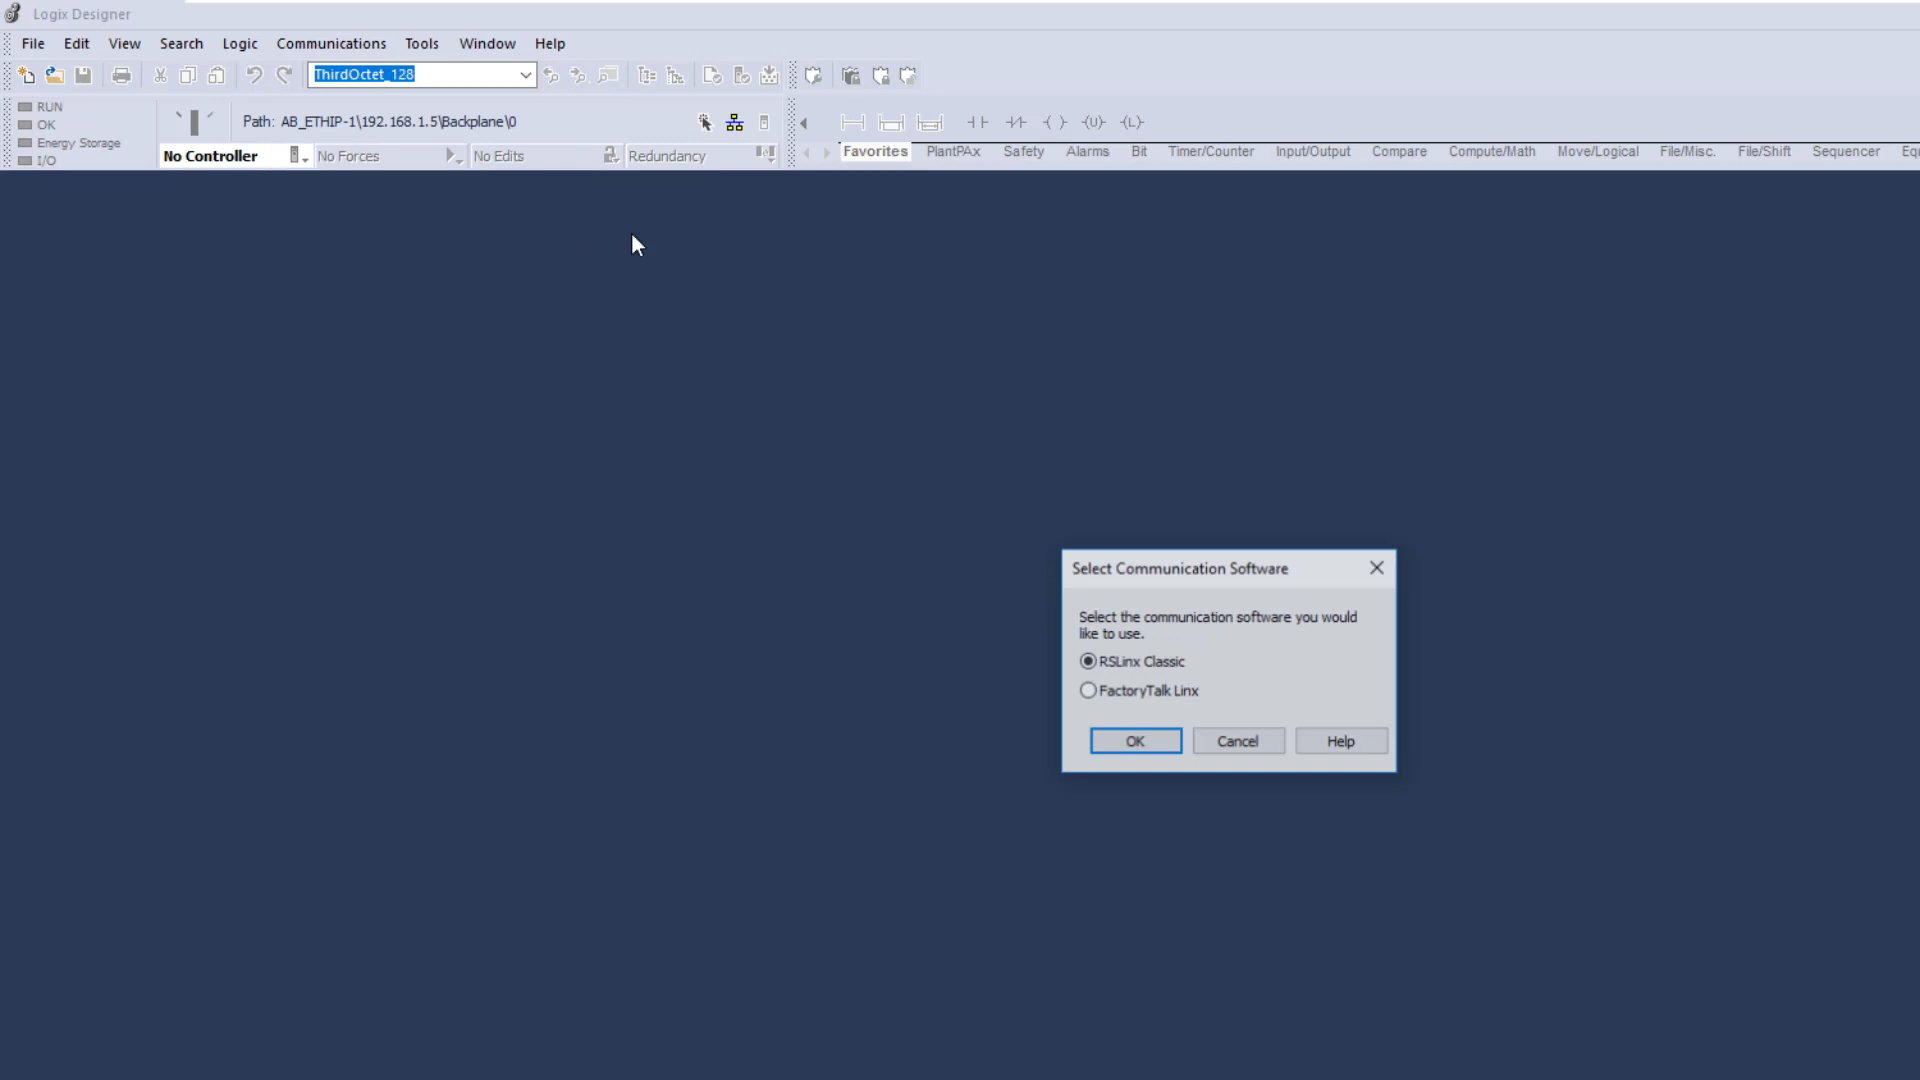 Logix Designer
File Edit View Search Logic Communications Tools Window Help
ThirdOctet_128
RUN
OK
Energy Storage
I/O
Path: AB_ETHIP-1\192.168.1.5\Backplane\0
No Controller No Forces No Edits Redundancy
Favorites PlantPAx Safety Alarms Bit Timer/Counter Input/Output Compare Compute/Math Move/Logical File/Misc. File/Shift Sequencer Equ
Select Communication Software
Select the communication software you would
like to use.
RSLinx Classic
FactoryTalk Linx
OK Cancel Help